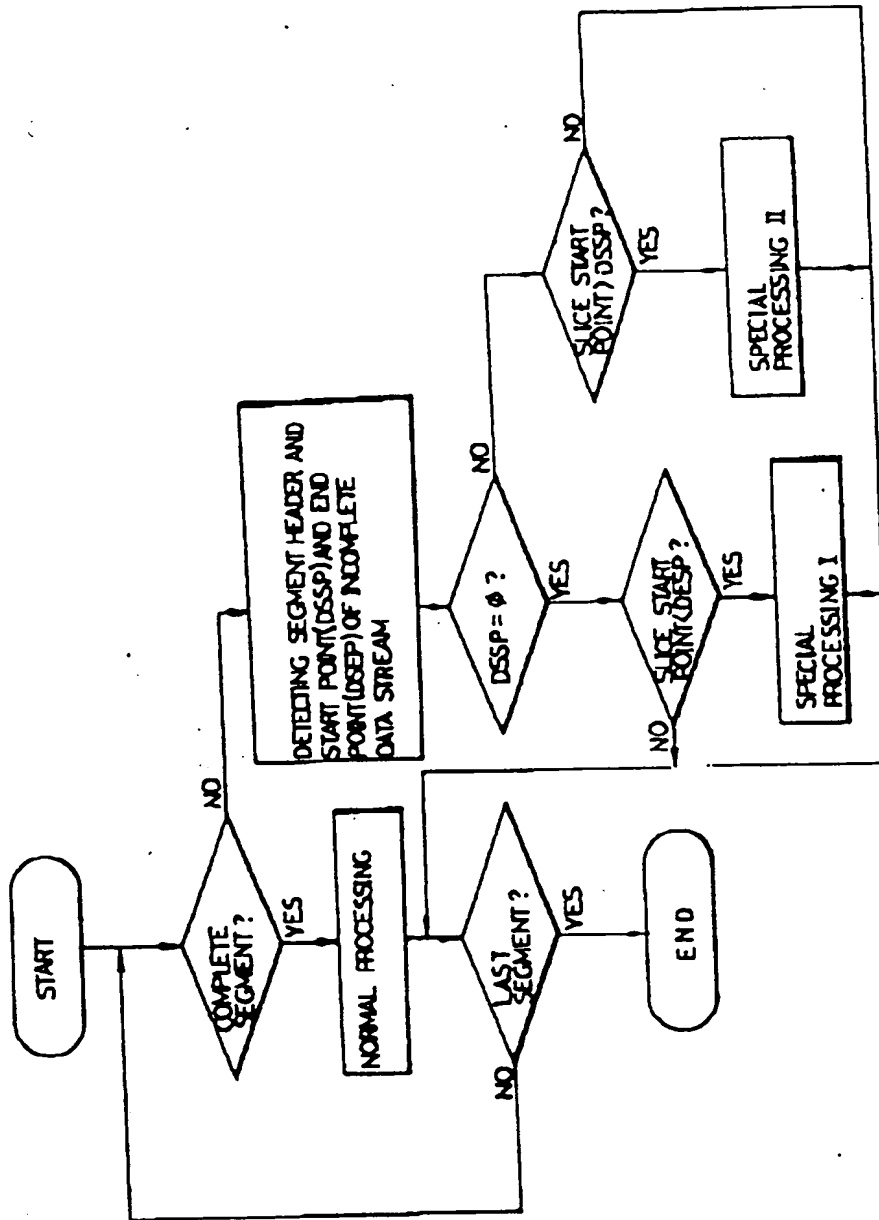 START
COMPLETE
SEGMENT?
NO
YES
NORMAL PROCESSING
LAST
SEGMENT?
NO
YES
END
DETECTING SEGMENT HEADER AND
START POINT(DSSP) AND END
POINT(DSEP) OF INCOMPLETE
DATA STREAM
DSSP=ø?
NO
YES
SLICE START
POINT⟩DESP?
NO
YES
SPECIAL
PROCESSING I
SLICE START
POINT⟩DSSP?
NO
YES
SPECIAL
PROCESSING II